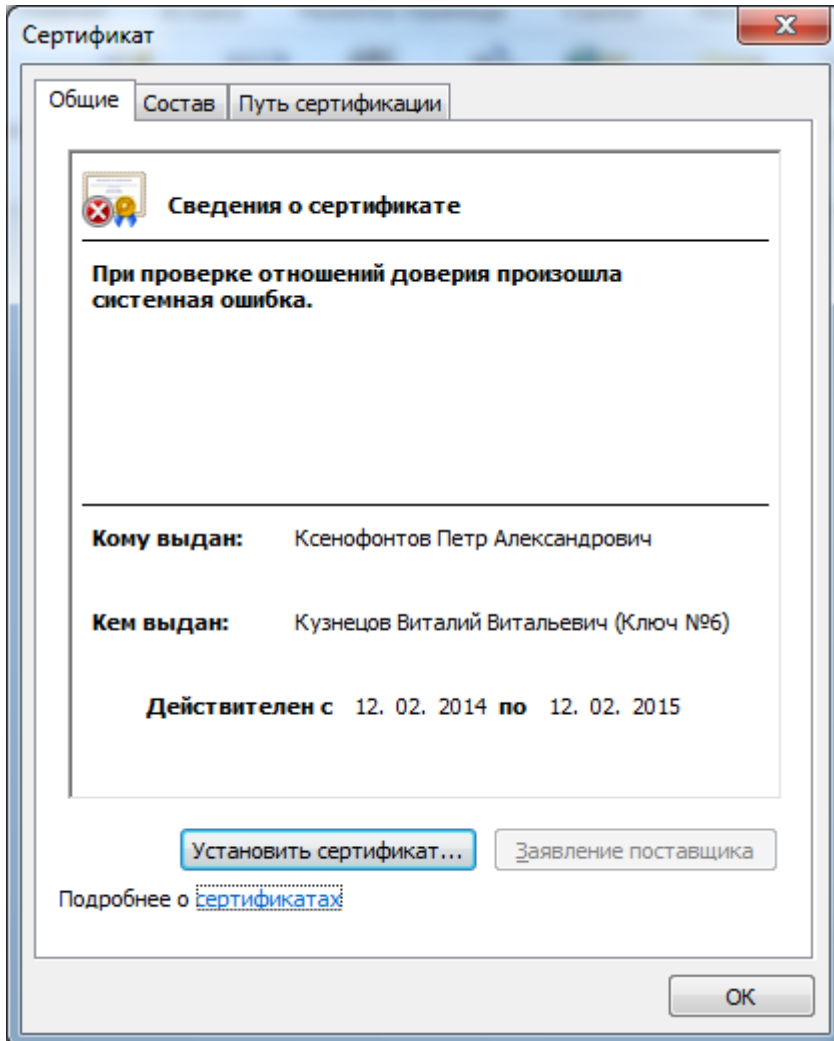 Сертификат
Общие Состав Путь сертификации
Сведения о сертификате
При проверке отношений доверия произошла
системная ошибка.
Кому выдан: Ксенофонтов Петр Александрович
Кем выдан: Кузнецов Виталий Витальевич (Ключ №6)
Действителен с 12. 02. 2014 по 12. 02. 2015
Установить сертификат... Заявление поставщика
Подробнее о сертификатах
ОК